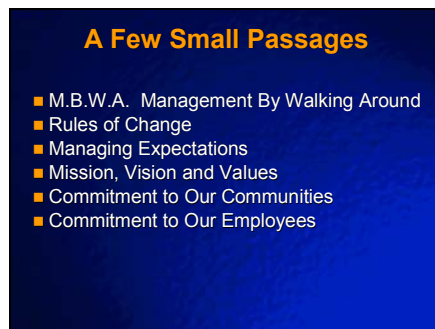 A Few Small Passages
M.B.W.A. Management By Walking Around
Rules of Change
Managing Expectations
Mission, Vision and Values
Commitment to Our Communities
Commitment to Our Employees